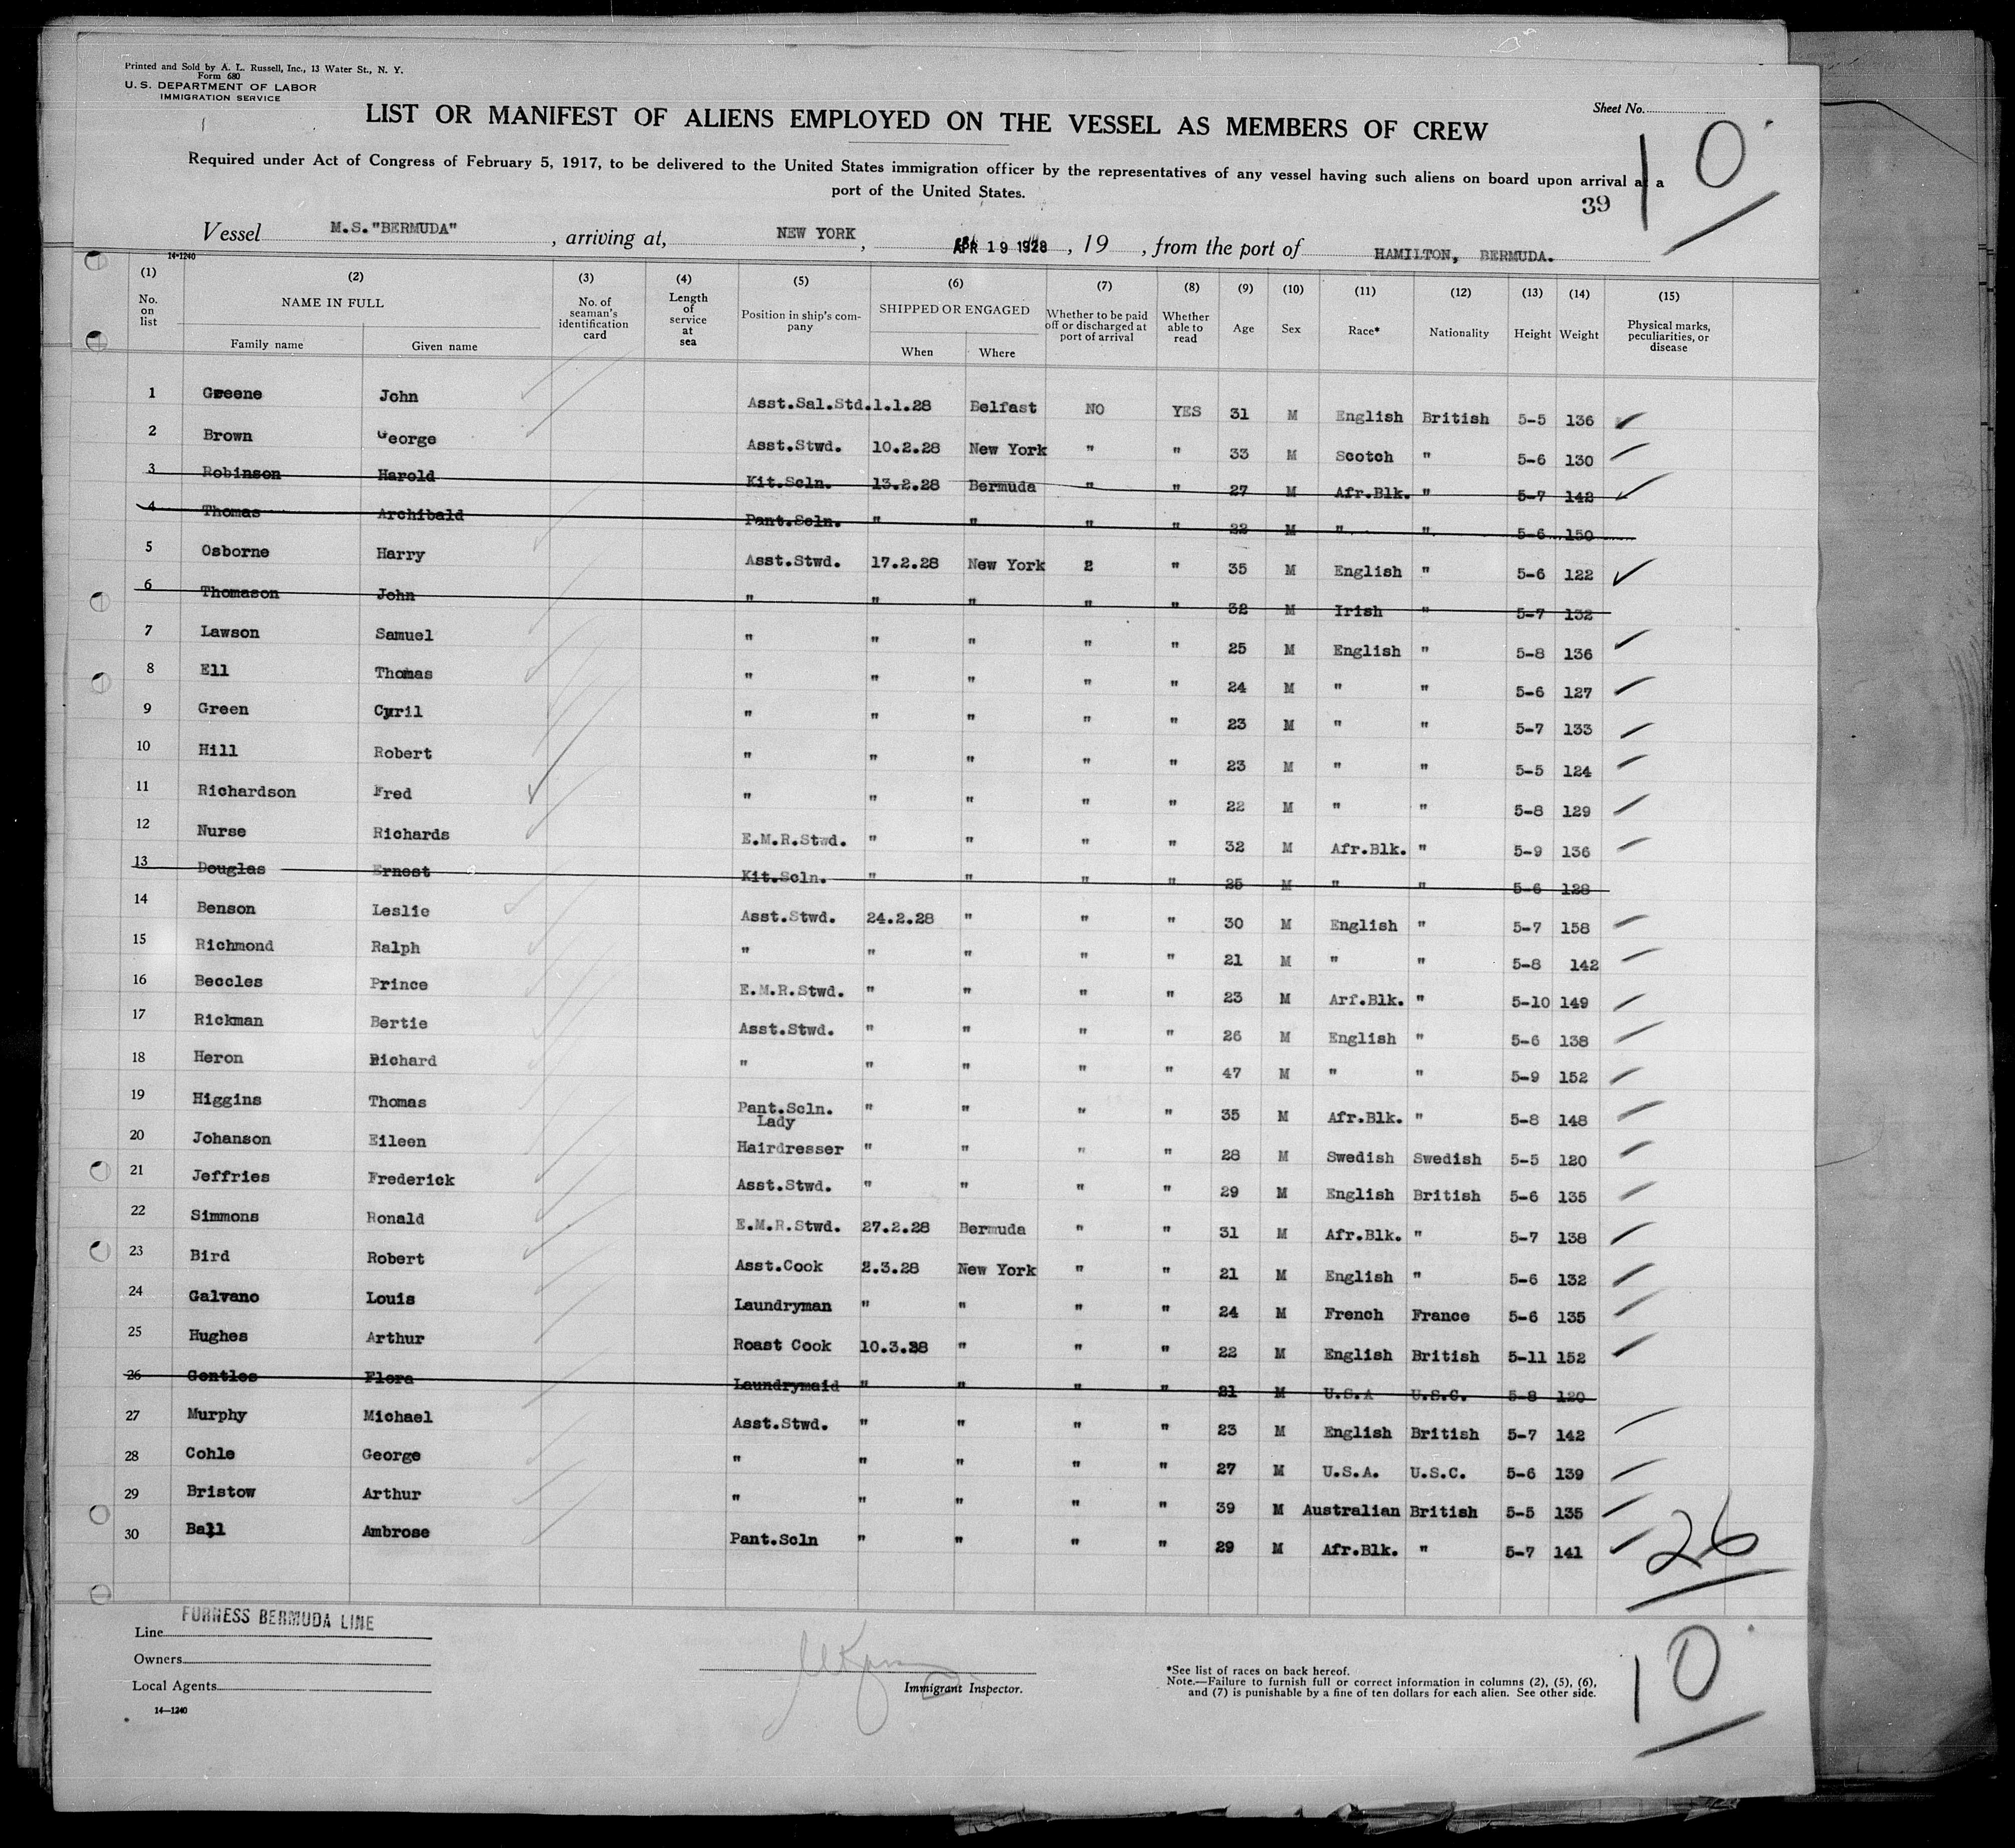 Printed and Sold by A. L. Russell, Inc., 13 Water St., N. Y.
Form 680
U. S. DEPARTMENT OF LABOR
IMMIGRATION SERVICE
Sheet No.
LIST OR MANIFEST OF ALIENS EMPLOYED ON THE VESSEL AS MEMBERS OF CREW
10
Required under Act of Congress of February 5, 1917, to be delivered to the United States immigration officer by the representatives of any vessel having such aliens on board upon arrival at a
port of the United States.
39
Vessel M.S."BERMUDA" , arriving at, NEW YORK , APR 19 1928 , 19 , from the port of HAMILTON, BERMUDA.
14-1240
(1) (2) (3) (4) (5) (6) (7) (8) (9) (10) (11) (12) (13) (14) (15)
No. on list NAME IN FULL Family name Given name No. of seaman's identification card Length of service at sea Position in ship's company SHIPPED OR ENGAGED When Where Whether to be paid off or discharged at port of arrival Whether able to read Age Sex Race* Nationality Height Weight Physical marks, peculiarities, or disease
1 Greene John Asst.Sal.Std. 1.1.28 Belfast NO YES 31 M English British 5-5 136
2 Brown George Asst.Stwd. 10.2.28 New York " " 33 M Scotch " 5-6 130
3 Robinson Harold Kit.Scln. 13.2.28 Bermuda " " 27 M Afr.Blk. " 5-7 142
4 Thomas Archibald Pant.Scln. " " " " 22 M " " 5-6 150
5 Osborne Harry Asst.Stwd. 17.2.28 New York 2 " 35 M English " 5-6 122
6 Thomason John " " " " " 32 M Irish " 5-7 132
7 Lawson Samuel " " " " " 25 M English " 5-8 136
8 Ell Thomas " " " " " 24 M " " 5-6 127
9 Green Cyril " " " " " 23 M " " 5-7 133
10 Hill Robert " " " " " 23 M " " 5-5 124
11 Richardson Fred " " " " " 22 M " " 5-8 129
12 Nurse Richards E.M.R.Stwd. " " " " 32 M Afr.Blk. " 5-9 136
13 Douglas Ernest Kit.Scln. " " " " 25 M " " 5-6 128
14 Benson Leslie Asst.Stwd. 24.2.28 " " " 30 M English " 5-7 158
15 Richmond Ralph " " " " " 21 M " " 5-8 142
16 Beccles Prince E.M.R.Stwd. " " " " 23 M Arf.Blk. " 5-10 149
17 Rickman Bertie Asst.Stwd. " " " " 26 M English " 5-6 138
18 Heron Richard " " " " " 47 M " " 5-9 152
19 Higgins Thomas Pant.Scln. " " " " 35 M Afr.Blk. " 5-8 148
20 Johanson Eileen Lady Hairdresser " " " " 28 M Swedish Swedish 5-5 120
21 Jeffries Frederick Asst.Stwd. " " " " 29 M English British 5-6 135
22 Simmons Ronald E.M.R.Stwd. 27.2.28 Bermuda " " 31 M Afr.Blk. " 5-7 138
23 Bird Robert Asst.Cook 2.3.28 New York " " 21 M English " 5-6 132
24 Galvano Louis Laundryman " " " " 24 M French France 5-6 135
25 Hughes Arthur Roast Cook 10.3.28 " " " 22 M English British 5-11 152
26 Gentles Flora Laundrymaid " " " " 21 M U.S.A U.S.C. 5-8 120
27 Murphy Michael Asst.Stwd. " " " " 23 M English British 5-7 142
28 Cohle George " " " " " 27 M U.S.A. U.S.C. 5-6 139
29 Bristow Arthur " " " " " 39 M Australian British 5-5 135
30 Ball Ambrose Pant.Scln " " " " 29 M Afr.Blk. " 5-7 141
26
Line FURNESS BERMUDA LINE
Owners
Local Agents
14—1240
Immigrant Inspector.
*See list of races on back hereof.
Note.—Failure to furnish full or correct information in columns (2), (5), (6),
and (7) is punishable by a fine of ten dollars for each alien. See other side.
10